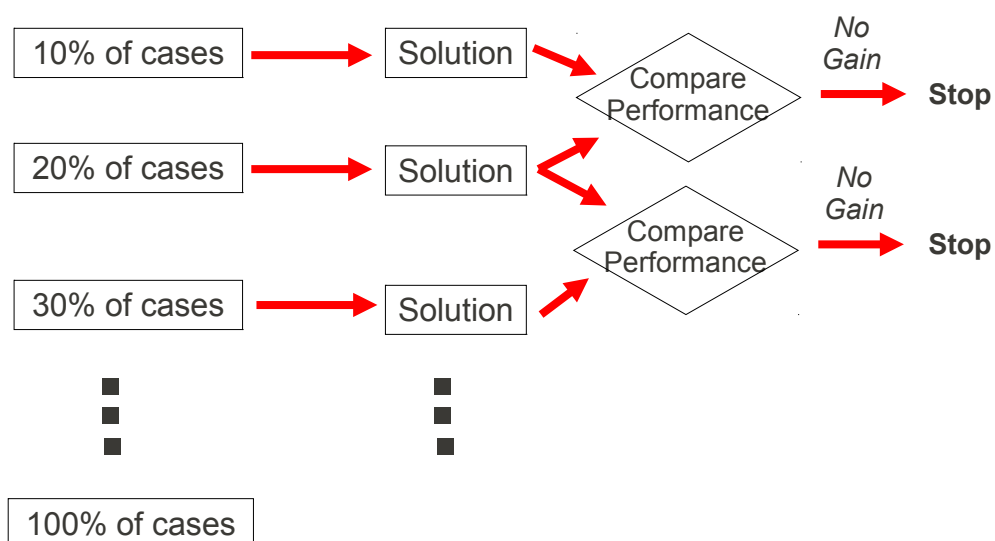 10% of cases
Solution
Compare
Performance
No
Gain
Stop
20% of cases
Solution
Compare
Performance
No
Gain
Stop
30% of cases
Solution
100% of cases